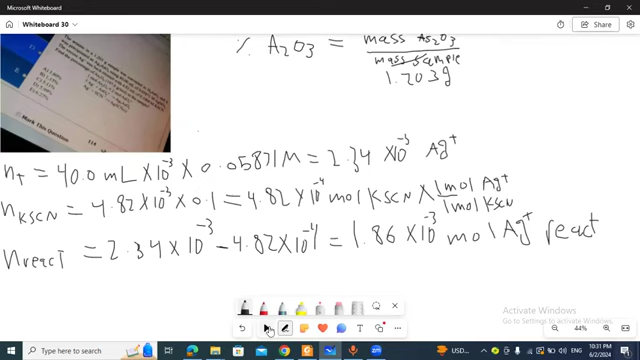 Whiteboard 30
Share
Mark This Question
114
% A2O3 = mass As2O3
mass sample
1.203g
nT = 40.0 mL X 10^-3 X 0.05871 M = 2.34 X 10^-3 Ag+
nKSCN = 4.82 X 10^-3 X 0.1 = 4.82 X 10^-4 mol KSCN X 1 mol Ag+
1 mol KSCN
nreact = 2.34 X 10^-3 - 4.82 X 10^-4 = 1.86 X 10^-3 mol Ag+ react
Activate Windows
Go to Settings to activate Windows.
44%
Type here to search
USD...
ENG
10:31 PM
6/2/2024